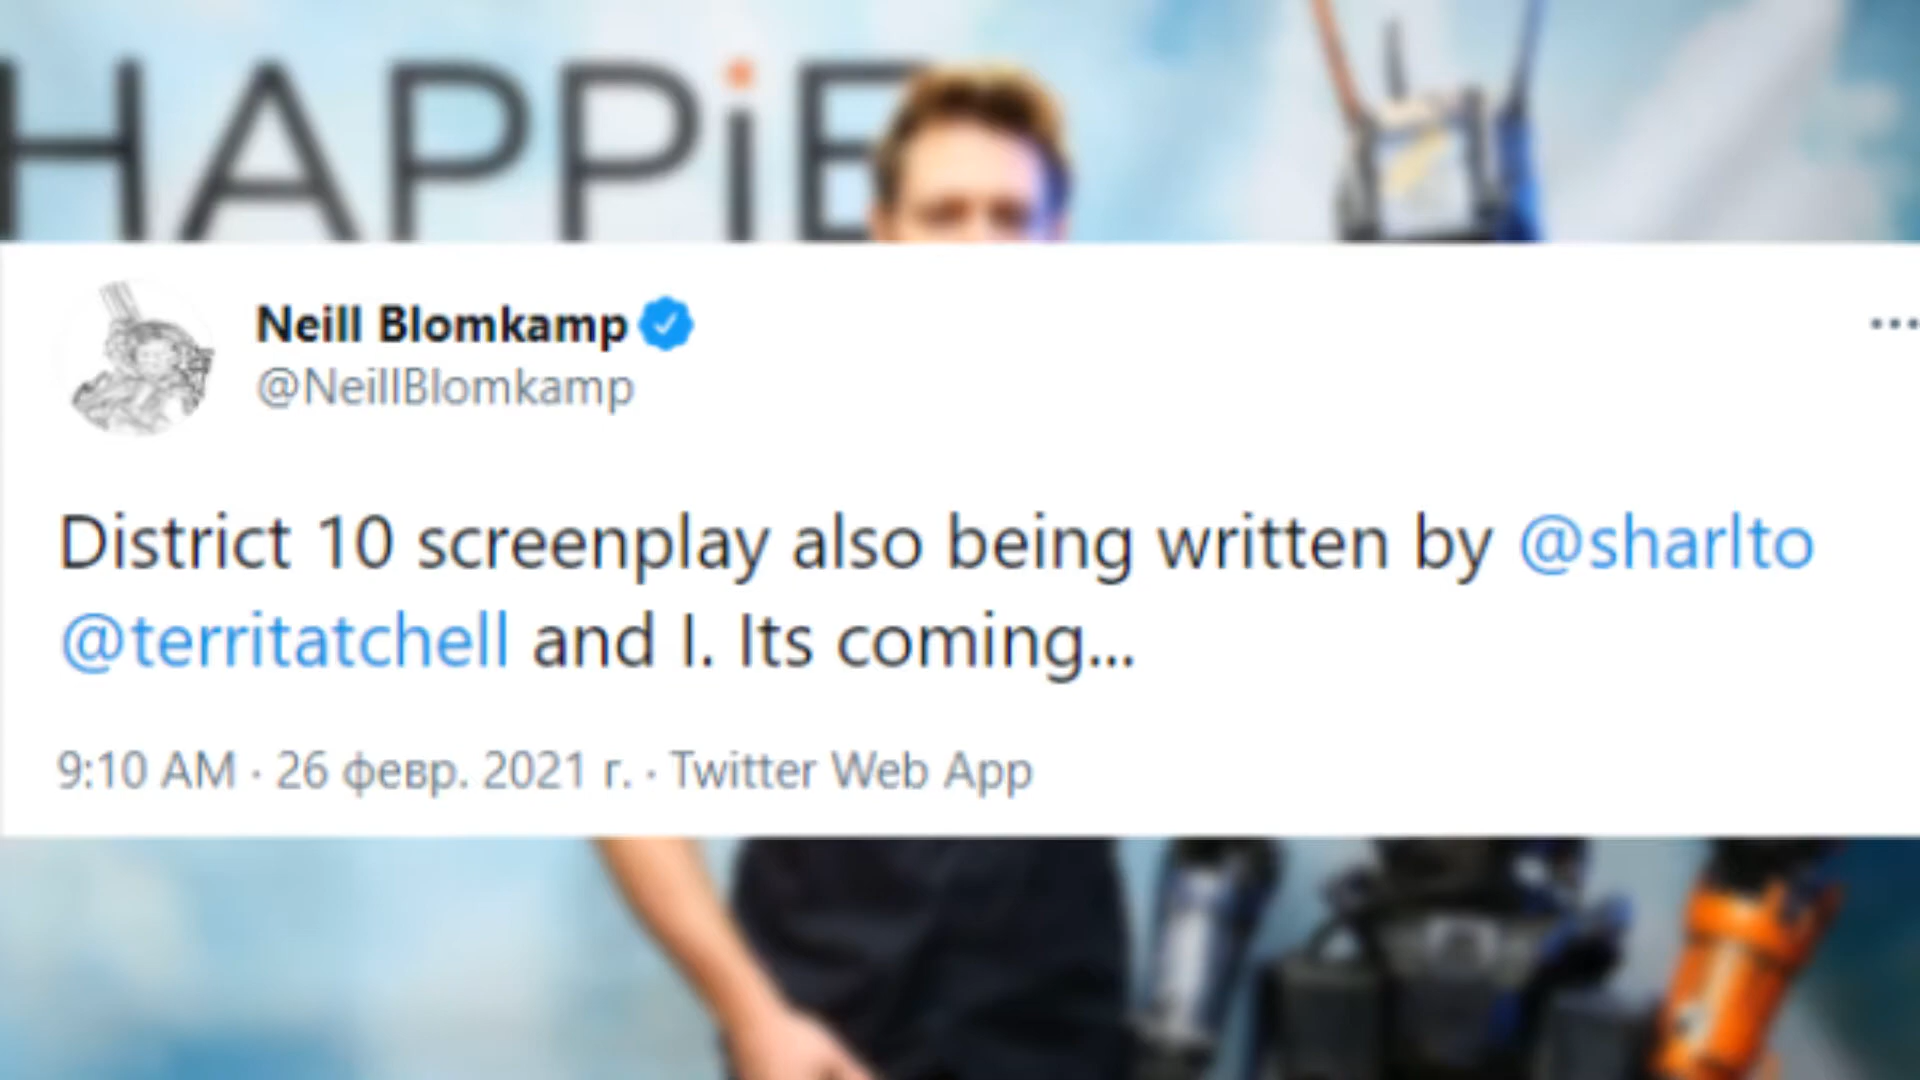 HAPPiE
Neill Blomkamp
@NeillBlomkamp
District 10 screenplay also being written by @sharlto
@territatchell and I. Its coming...
9:10 AM · 26 февр. 2021 г. · Twitter Web App